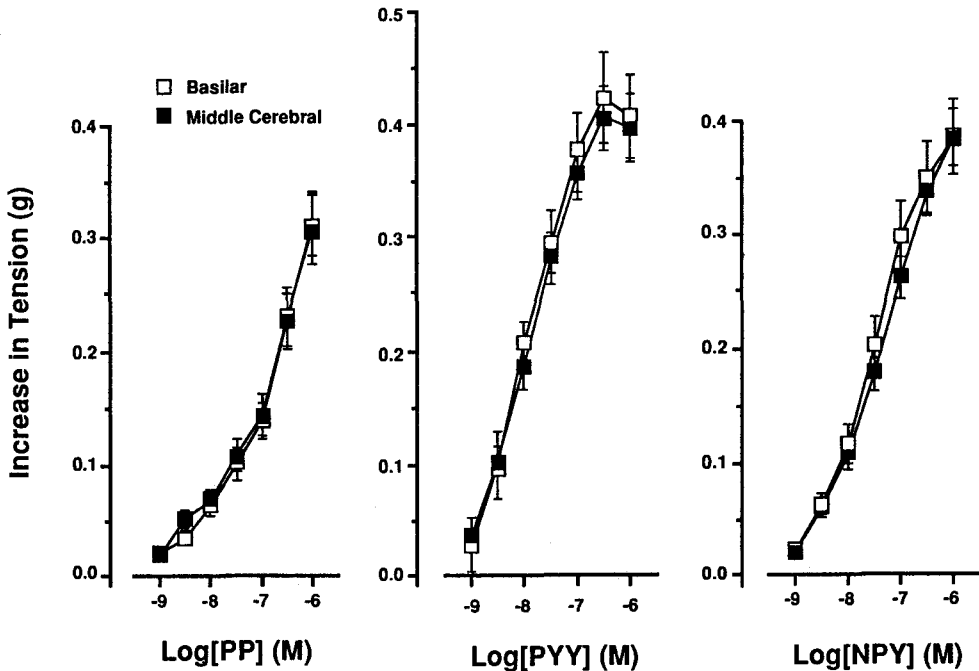 Increase in Tension (g)
Basilar
Middle Cerebral
0.4
0.3
0.2
0.1
0.0
-9 -8 -7 -6
Log[PP] (M)
0.5
0.4
0.3
0.2
0.1
0.0
-9 -8 -7 -6
Log[PYY] (M)
0.4
0.3
0.2
0.1
0.0
-9 -8 -7 -6
Log[NPY] (M)